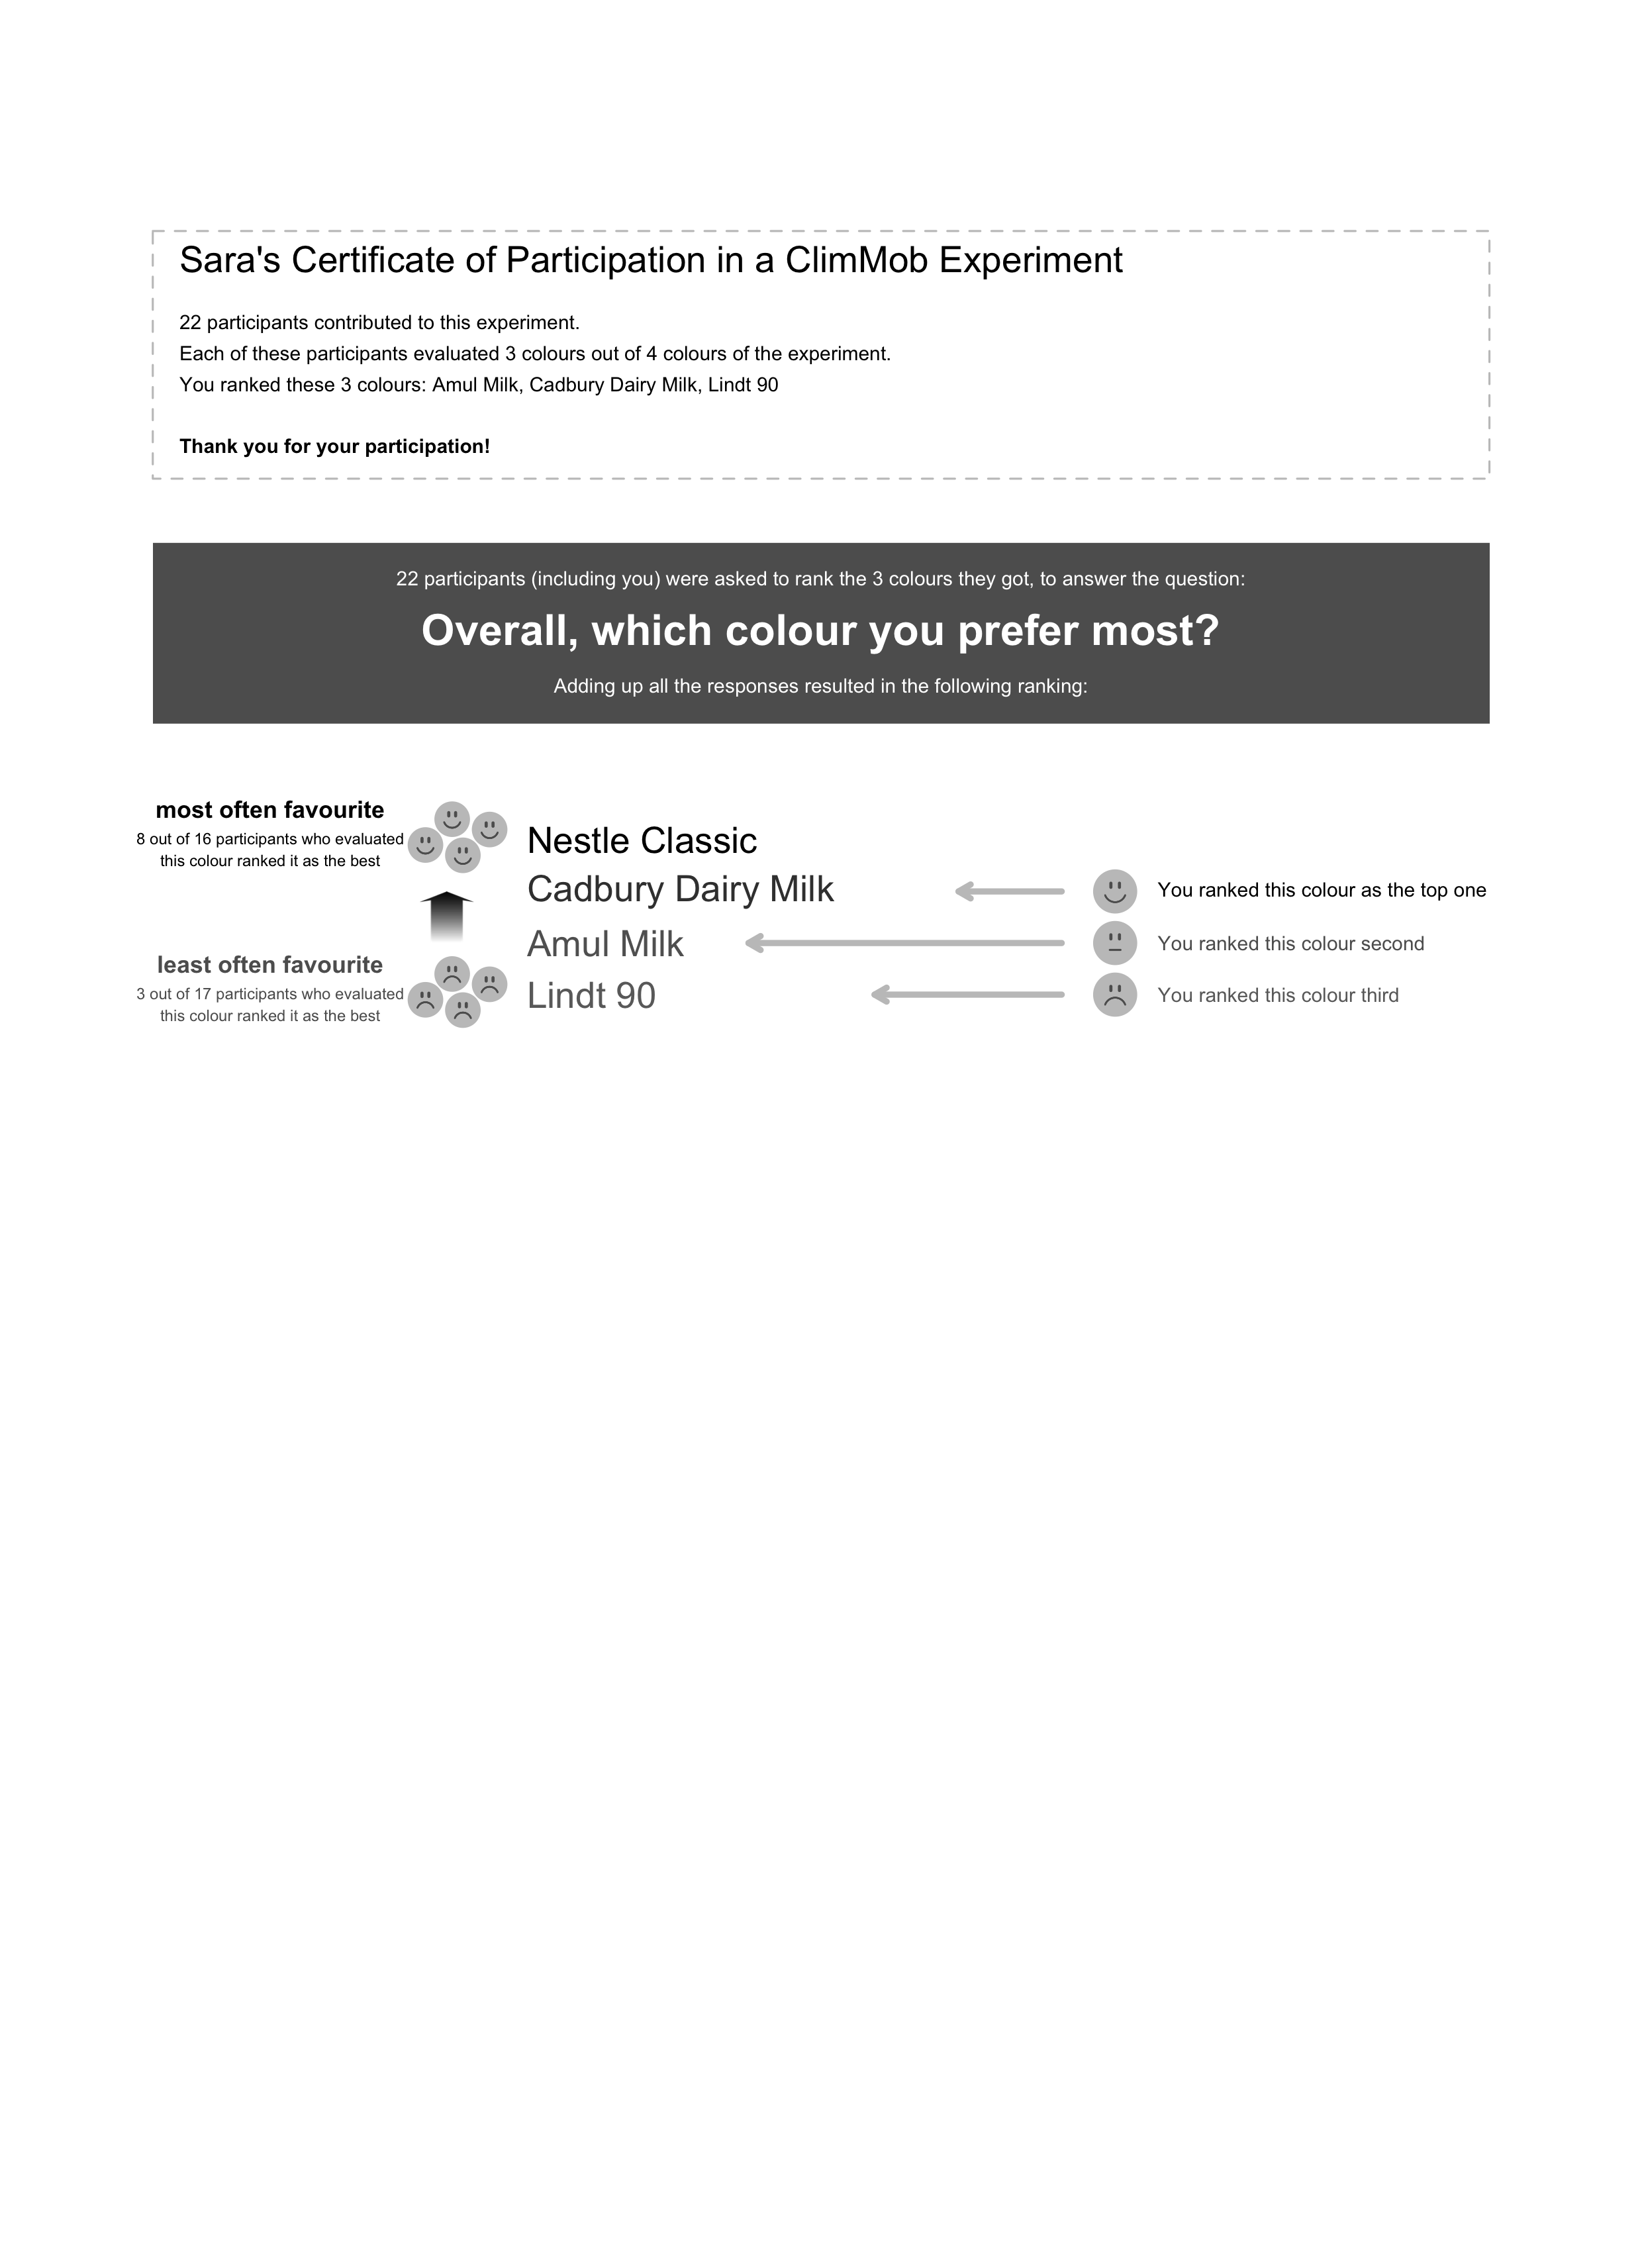 Sara's Certificate of Participation in a ClimMob Experiment
22 participants contributed to this experiment.
Each of these participants evaluated 3 colours out of 4 colours of the experiment.
You ranked these 3 colours: Amul Milk, Cadbury Dairy Milk, Lindt 90
Thank you for your participation!
22 participants (including you) were asked to rank the 3 colours they got, to answer the question:
Overall, which colour you prefer most?
Adding up all the responses resulted in the following ranking:
most often favourite
8 out of 16 participants who evaluated
this colour ranked it as the best
Nestle Classic
Cadbury Dairy Milk
You ranked this colour as the top one
Amul Milk
You ranked this colour second
least often favourite
3 out of 17 participants who evaluated
this colour ranked it as the best
Lindt 90
You ranked this colour third